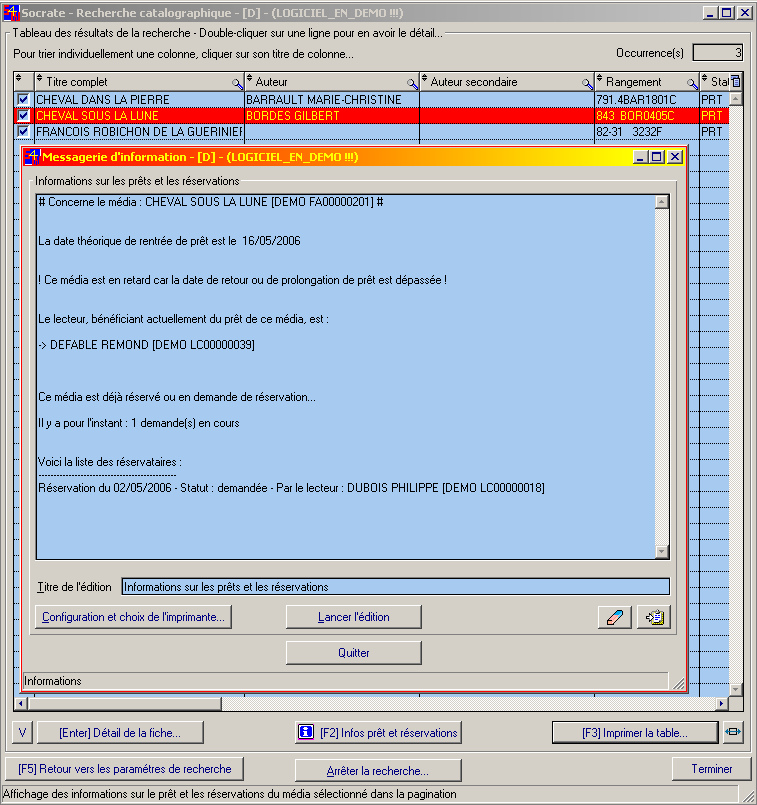 Socrate - Recherche catalographique - [D] - (LOGICIEL_EN_DEMO !!!)
Tableau des résultats de la recherche - Double-cliquer sur une ligne pour en avoir le détail...
Pour trier individuellement une colonne, cliquer sur son titre de colonne...
Occurrence(s) 3
Titre complet Auteur Auteur secondaire Rangement Stat
CHEVAL DANS LA PIERRE BARRAULT MARIE-CHRISTINE 791.4BAR1801C PRT
CHEVAL SOUS LA LUNE BORDES GILBERT 843 BOR0405C PRT
FRANCOIS ROBICHON DE LA GUERINIEF 82-31 3232F PRT
Messagerie d'information - [D] - (LOGICIEL_EN_DEMO !!!)
Informations sur les prêts et les réservations
# Concerne le média : CHEVAL SOUS LA LUNE [DEMO FA00000201] #
La date théorique de rentrée de prêt est le 16/05/2006
! Ce média est en retard car la date de retour ou de prolongation de prêt est dépassée !
Le lecteur, bénéficiant actuellement du prêt de ce média, est :
-> DEFABLE REMOND [DEMO LC00000039]
Ce média est déjà réservé ou en demande de réservation...
Il y a pour l'instant : 1 demande(s) en cours
Voici la liste des réservataires :
-----------------------------------------------
Réservation du 02/05/2006 - Statut : demandée - Par le lecteur : DUBOIS PHILIPPE [DEMO LC00000018]
Titre de l'édition Informations sur les prêts et les réservations
Configuration et choix de l'imprimante... Lancer l'édition
Quitter
Informations
V [Enter] Détail de la fiche... [F2] Infos prêt et réservations [F3] Imprimer la table...
[F5] Retour vers les paramétres de recherche Arrêter la recherche... Terminer
Affichage des informations sur le prêt et les réservations du média sélectionné dans la pagination